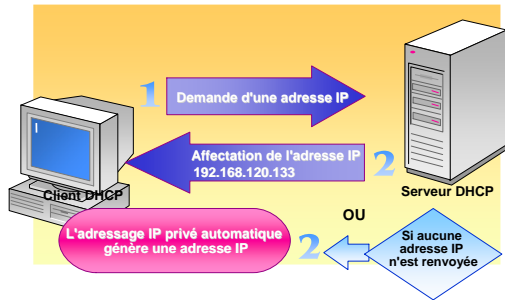 1
Demande d'une adresse IP
Affectation de l'adresse IP
192.168.120.133
2
Client DHCP
Serveur DHCP
OU
L'adressage IP privé automatique
génère une adresse IP
2
Si aucune
adresse IP
n'est renvoyée